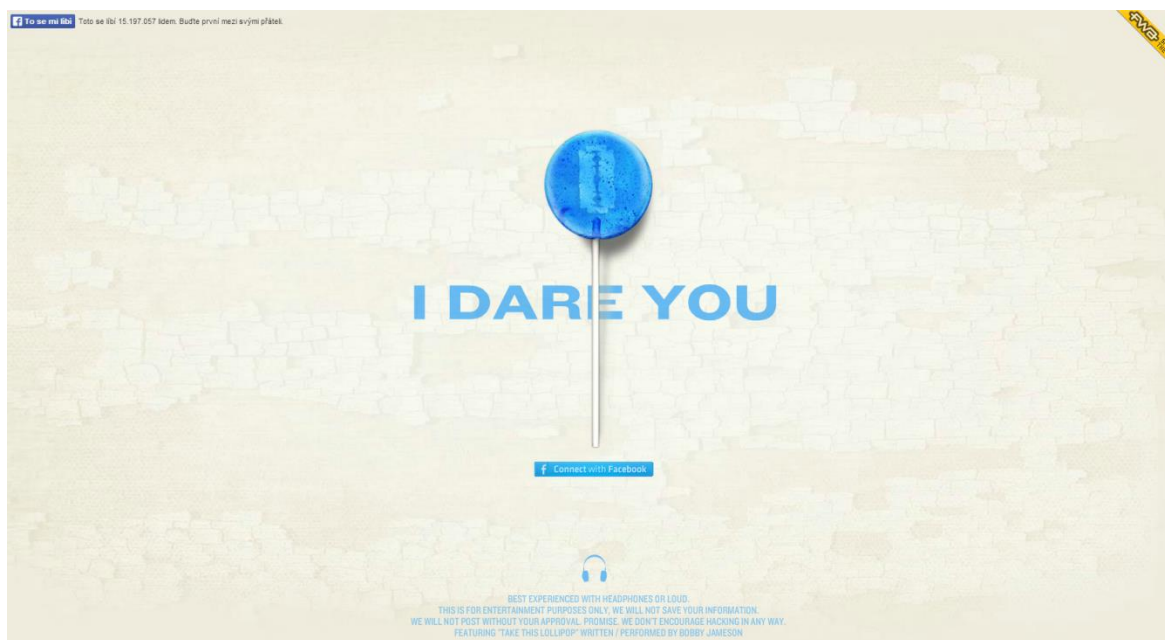 To se mi líbí Toto se líbí 15.197.057 lidem. Buďte první mezi svými přáteli.
fwa
I DARE YOU
f Connect with Facebook
BEST EXPERIENCED WITH HEADPHONES OR LOUD.
THIS IS FOR ENTERTAINMENT PURPOSES ONLY, WE WILL NOT SAVE YOUR INFORMATION.
WE WILL NOT POST WITHOUT YOUR APPROVAL. PROMISE. WE DON'T ENCOURAGE HACKING IN ANY WAY.
FEATURING "TAKE THIS LOLLIPOP" WRITTEN / PERFORMED BY BOBBY JAMESON